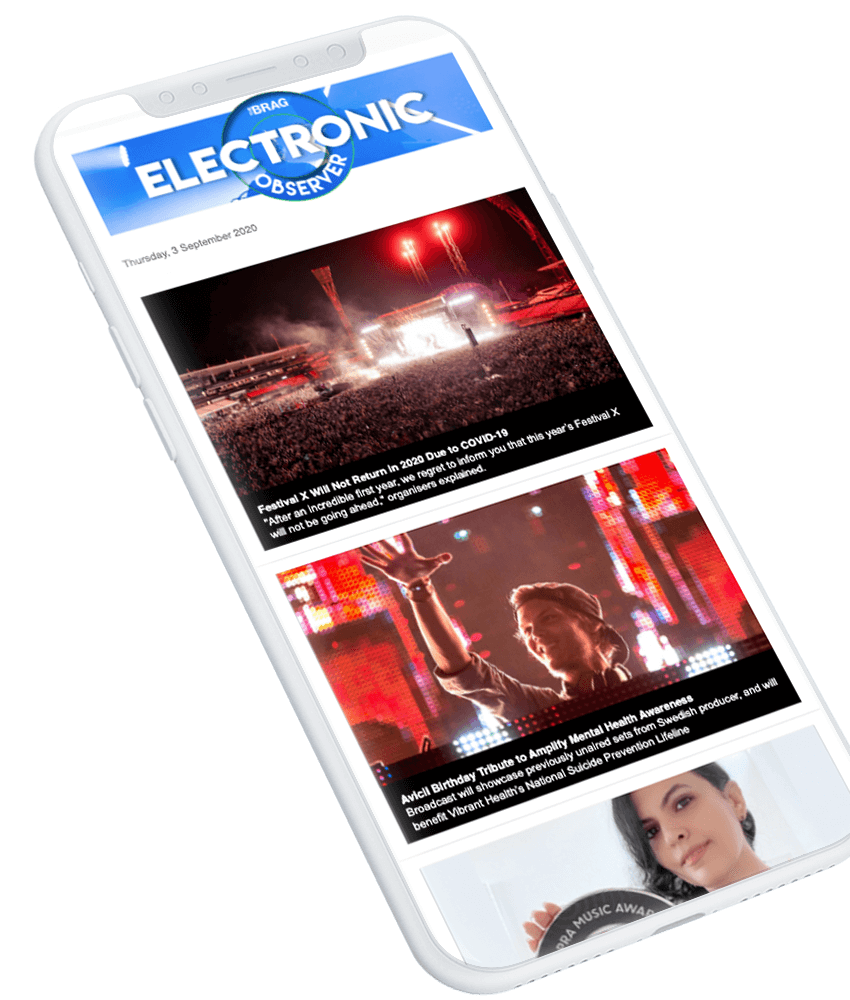 THE BRAG
ELECTRONIC
OBSERVER
Thursday, 3 September 2020
Festival X Will Not Return in 2020 Due to COVID-19
"After an incredible first year, we regret to inform you that this year's Festival X
will not be going ahead," organisers explained.
Avicii Birthday Tribute to Amplify Mental Health Awareness
Broadcast will showcase previously unaired sets from Swedish producer, and will
benefit Vibrant Health's National Suicide Prevention Lifeline
PRA MUSIC AWA